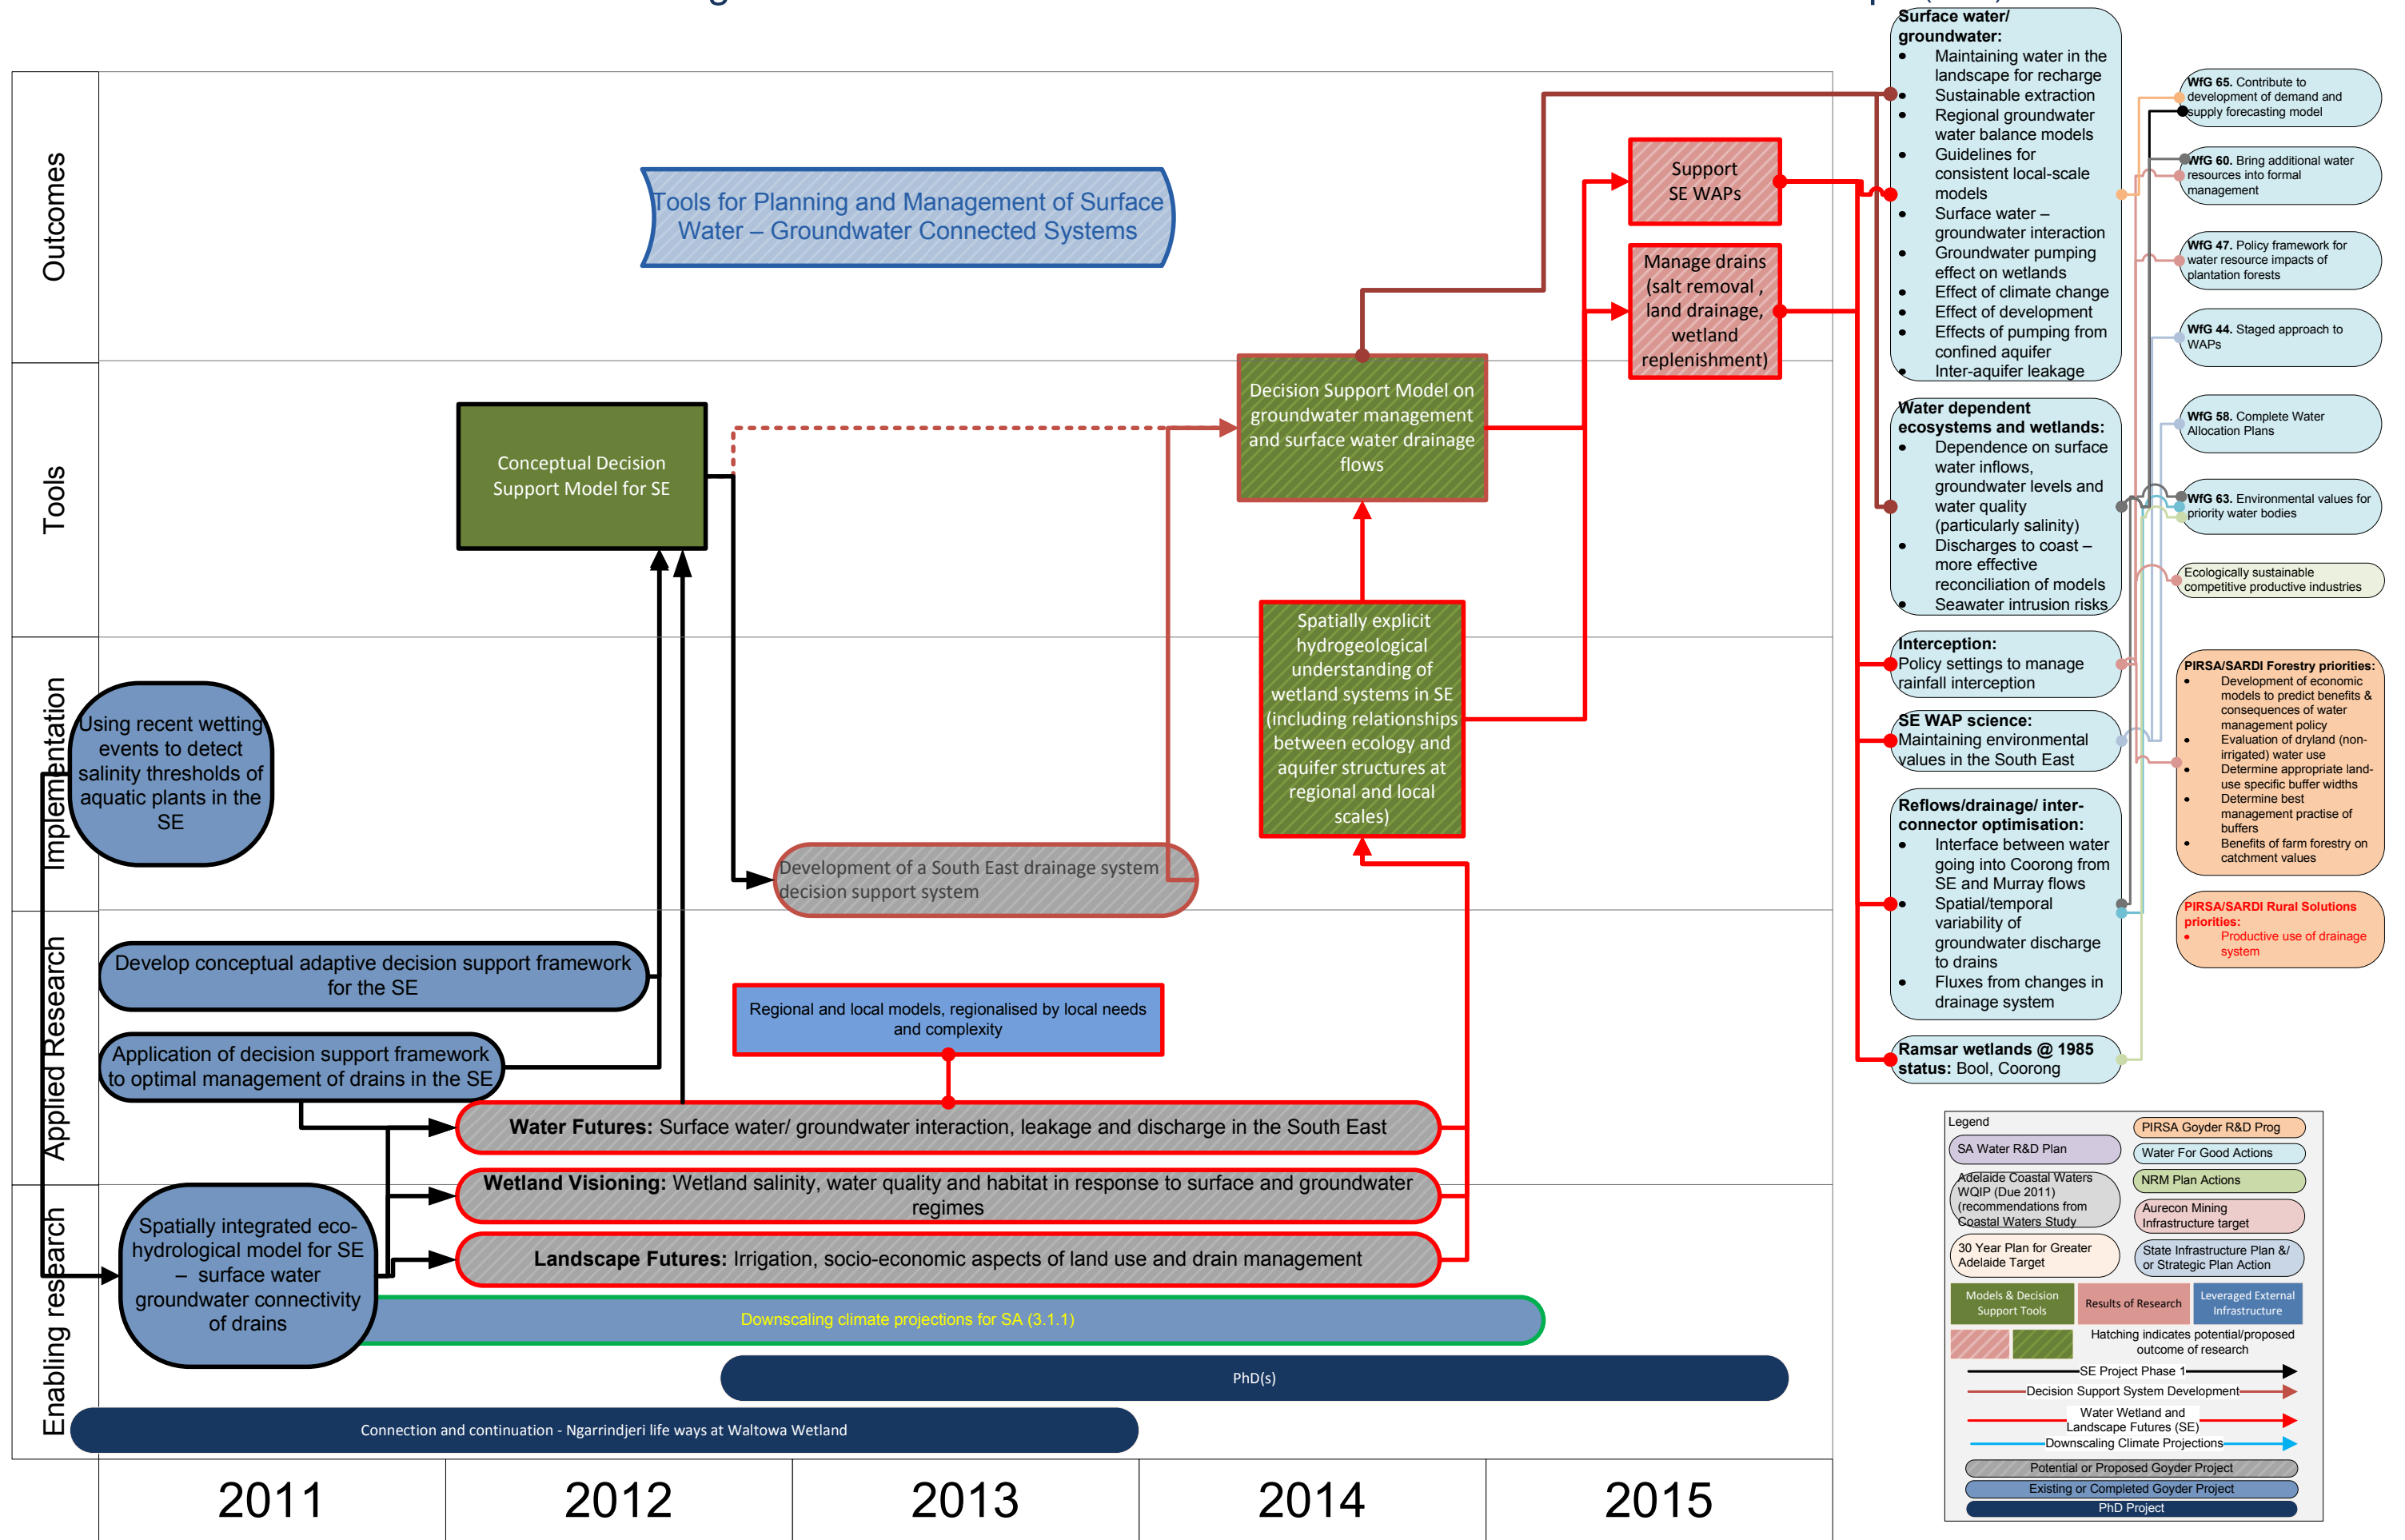 Outcomes
Tools
Implementation
Applied Research
Enabling research
Tools for Planning and Management of Surface
Water – Groundwater Connected Systems
Support
SE WAPs
Manage drains
(salt removal ,
land drainage,
wetland
replenishment)
Conceptual Decision
Support Model for SE
Decision Support Model on
groundwater management
and surface water drainage
flows
Spatially explicit
hydrogeological
understanding of
wetland systems in SE
(including relationships
between ecology and
aquifer structures at
regional and local
scales)
Using recent wetting
events to detect
salinity thresholds of
aquatic plants in the
SE
Development of a South East drainage system
decision support system
Develop conceptual adaptive decision support framework
for the SE
Application of decision support framework
to optimal management of drains in the SE
Regional and local models, regionalised by local needs
and complexity
Water Futures: Surface water/ groundwater interaction, leakage and discharge in the South East
Wetland Visioning: Wetland salinity, water quality and habitat in response to surface and groundwater
regimes
Landscape Futures: Irrigation, socio-economic aspects of land use and drain management
Spatially integrated eco-
hydrological model for SE
– surface water
groundwater connectivity
of drains
Downscaling climate projections for SA (3.1.1)
PhD(s)
Connection and continuation - Ngarrindjeri life ways at Waltowa Wetland
2011
2012
2013
2014
2015
Surface water/
groundwater:
• Maintaining water in the
landscape for recharge
• Sustainable extraction
• Regional groundwater
water balance models
• Guidelines for
consistent local-scale
models
• Surface water –
groundwater interaction
• Groundwater pumping
effect on wetlands
• Effect of climate change
• Effect of development
• Effects of pumping from
confined aquifer
• Inter-aquifer leakage
Water dependent
ecosystems and wetlands:
• Dependence on surface
water inflows,
groundwater levels and
water quality
(particularly salinity)
• Discharges to coast –
more effective
reconciliation of models
• Seawater intrusion risks
Interception:
Policy settings to manage
rainfall interception
SE WAP science:
Maintaining environmental
values in the South East
Reflows/drainage/ inter-
connector optimisation:
• Interface between water
going into Coorong from
SE and Murray flows
• Spatial/temporal
variability of
groundwater discharge
to drains
• Fluxes from changes in
drainage system
Ramsar wetlands @ 1985
status: Bool, Coorong
WfG 65. Contribute to
development of demand and
supply forecasting model
WfG 60. Bring additional water
resources into formal
management
WfG 47. Policy framework for
water resource impacts of
plantation forests
WfG 44. Staged approach to
WAPs
WfG 58. Complete Water
Allocation Plans
WfG 63. Environmental values for
priority water bodies
Ecologically sustainable
competitive productive industries
PIRSA/SARDI Forestry priorities:
• Development of economic
models to predict benefits &
consequences of water
management policy
• Evaluation of dryland (non-
irrigated) water use
• Determine appropriate land-
use specific buffer widths
• Determine best
management practise of
buffers
• Benefits of farm forestry on
catchment values
PIRSA/SARDI Rural Solutions
priorities:
• Productive use of drainage
system
Legend
SA Water R&D Plan
Adelaide Coastal Waters
WQIP (Due 2011)
(recommendations from
Coastal Waters Study
30 Year Plan for Greater
Adelaide Target
PIRSA Goyder R&D Prog
Water For Good Actions
NRM Plan Actions
Aurecon Mining
Infrastructure target
State Infrastructure Plan &/
or Strategic Plan Action
Models & Decision
Support Tools
Results of Research
Leveraged External
Infrastructure
Hatching indicates potential/proposed
outcome of research
SE Project Phase 1
Decision Support System Development
Water Wetland and
Landscape Futures (SE)
Downscaling Climate Projections
Potential or Proposed Goyder Project
Existing or Completed Goyder Project
PhD Project